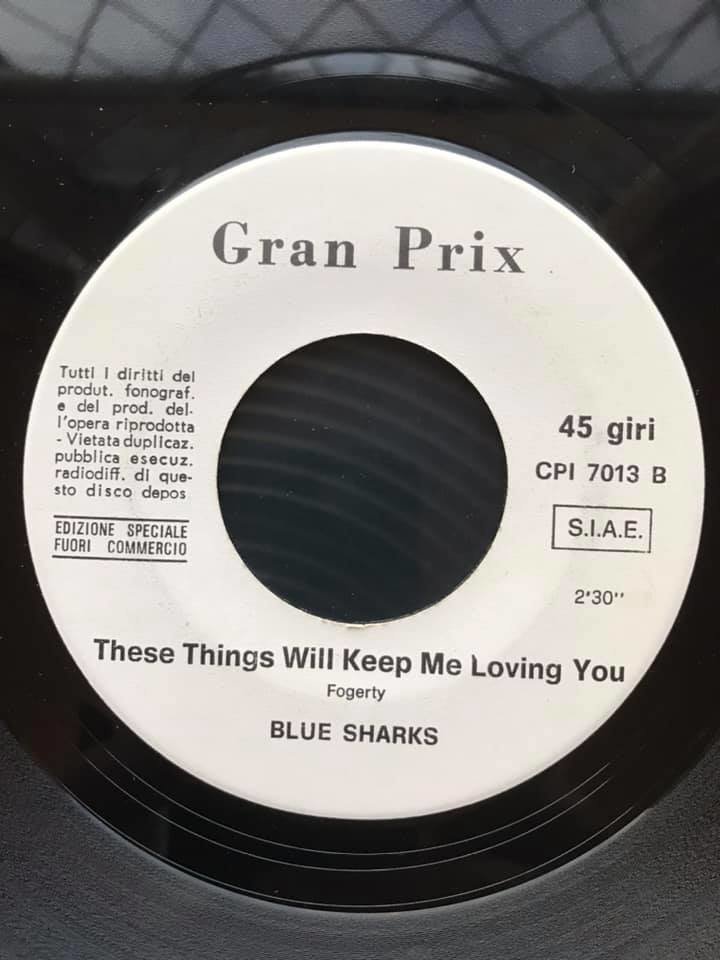 Gran Prix
Tutti I diritti del
produt. fonograf.
e del prod. del-
l'opera riprodotta
- Vietata duplicaz.
pubblica esecuz.
radiodiff. di que-
sto disco depos
EDIZIONE SPECIALE
FUORI COMMERCIO
45 giri
CPI 7013 B
S.I.A.E.
2'30''
These Things Will Keep Me Loving You
Fogerty
BLUE SHARKS